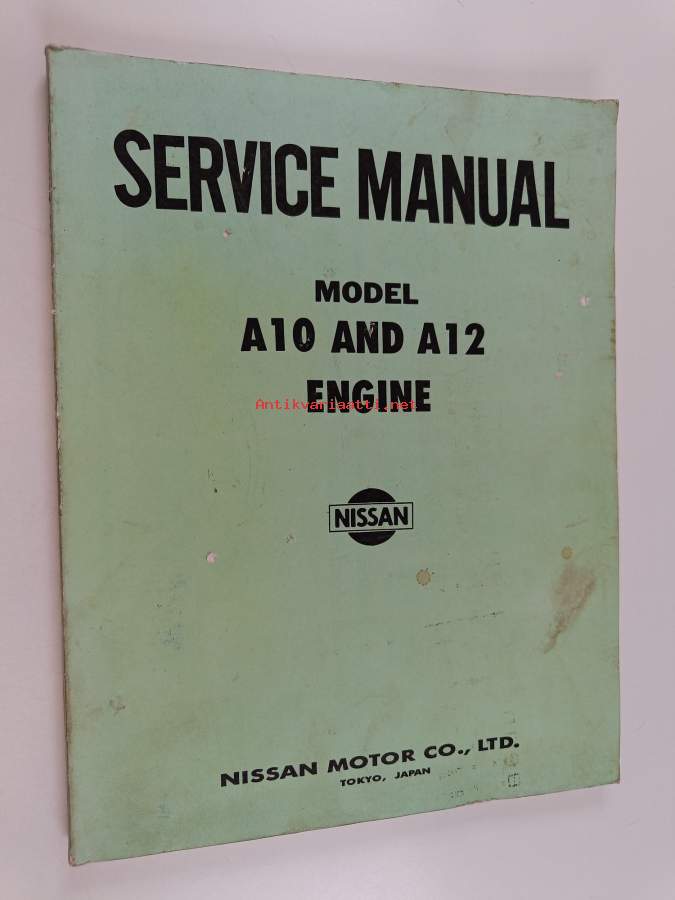 SERVICE MANUAL
MODEL
A10 AND A12
ENGINE
Antikvariaatti.net
NISSAN
NISSAN MOTOR CO., LTD.
TOKYO, JAPAN